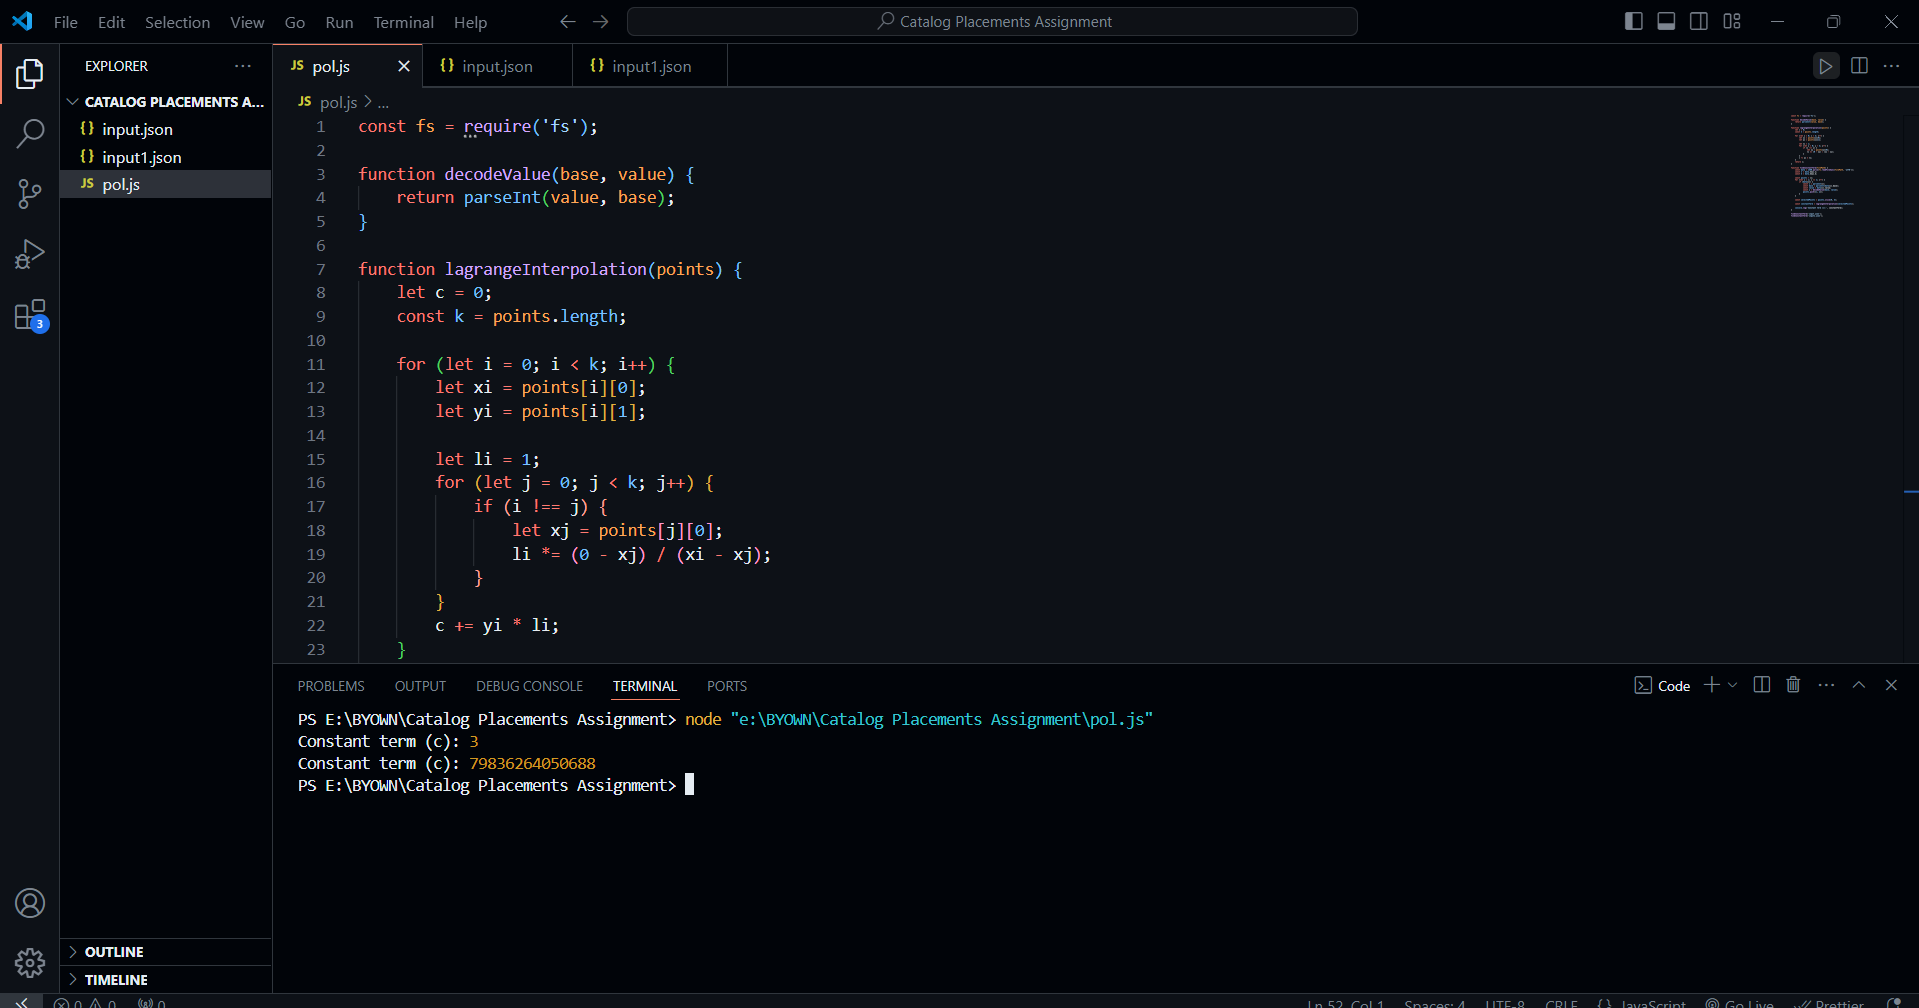 File Edit Selection View Go Run Terminal Help
Catalog Placements Assignment
EXPLORER
CATALOG PLACEMENTS A...
{} input.json
{} input1.json
JS pol.js
OUTLINE
TIMELINE
3
JS pol.js
{} input.json
{} input1.json
JS pol.js > ...
1 const fs = require('fs');
2
3 function decodeValue(base, value) {
4 return parseInt(value, base);
5 }
6
7 function lagrangeInterpolation(points) {
8 let c = 0;
9 const k = points.length;
10
11 for (let i = 0; i < k; i++) {
12 let xi = points[i][0];
13 let yi = points[i][1];
14
15 let li = 1;
16 for (let j = 0; j < k; j++) {
17 if (i !== j) {
18 let xj = points[j][0];
19 li *= (0 - xj) / (xi - xj);
20 }
21 }
22 c += yi * li;
23 }
PROBLEMS OUTPUT DEBUG CONSOLE TERMINAL PORTS
Code
PS E:\BYOWN\Catalog Placements Assignment> node "e:\BYOWN\Catalog Placements Assignment\pol.js"
Constant term (c): 3
Constant term (c): 79836264050688
PS E:\BYOWN\Catalog Placements Assignment>
0 0 0
Ln 52, Col 1 Spaces: 4 UTF-8 CRLF {} JavaScript Go Live Prettier